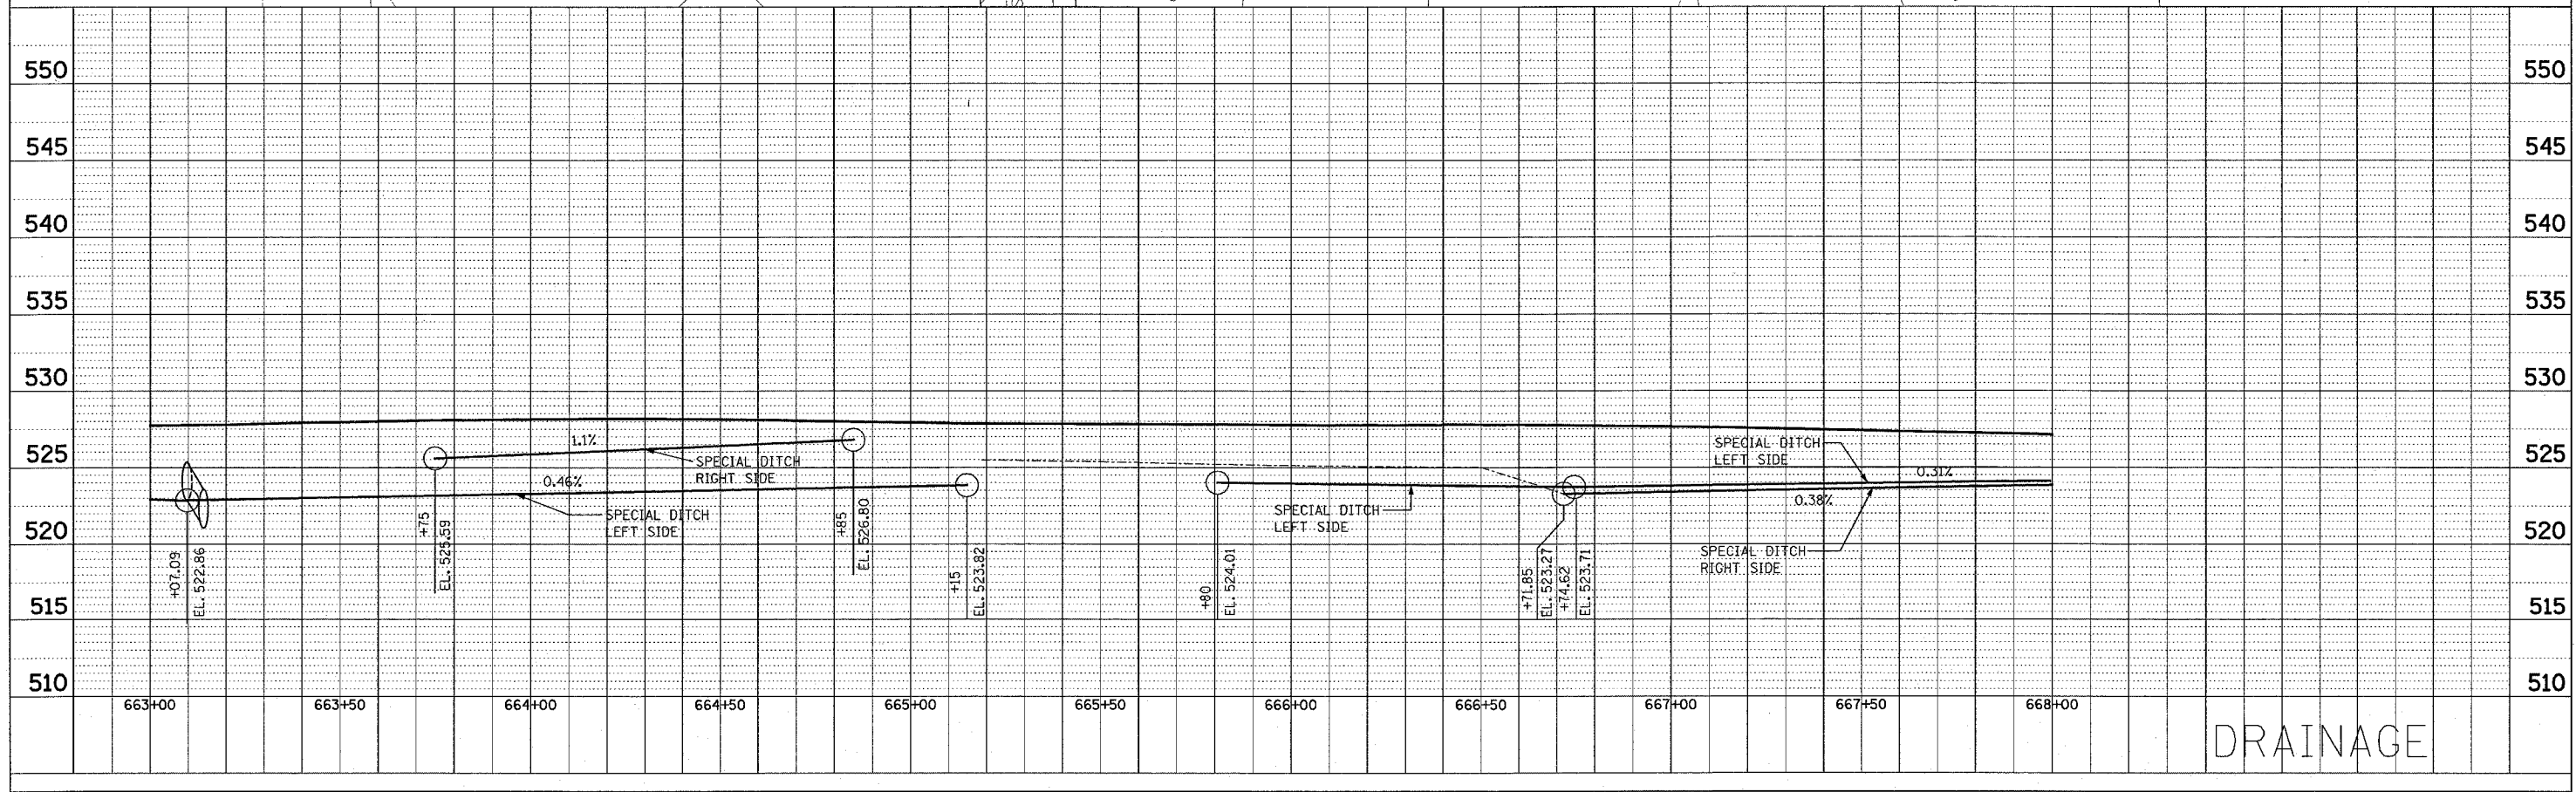 550
550
545
545
540
540
535
535
530
530
525
525
520
520
515
515
510
510
1.1%
SPECIAL DITCH
RIGHT SIDE
0.46%
SPECIAL DITCH
LEFT SIDE
SPECIAL DITCH
LEFT SIDE
SPECIAL DITCH
LEFT SIDE
0.31%
0.38%
SPECIAL DITCH
RIGHT SIDE
+07.09
EL. 522.86
+75
EL. 525.59
+85
EL. 526.80
+15
EL. 523.82
+80
EL. 524.01
+71.85
EL. 523.27
+74.62
EL. 523.71
663+00
663+50
664+00
664+50
665+00
665+50
666+00
666+50
667+00
667+50
668+00
DRAINAGE